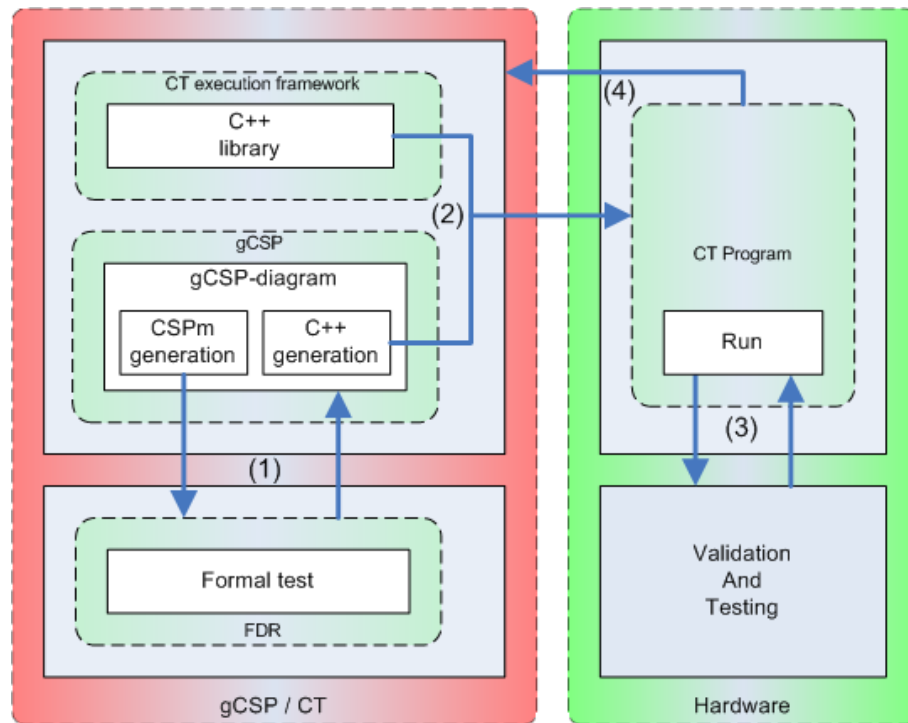 CT execution framework
C++
library
(2)
gCSP
gCSP-diagram
CSPm
generation
C++
generation
(1)
Formal test
FDR
gCSP / CT
(4)
CT Program
Run
(3)
Validation
And
Testing
Hardware